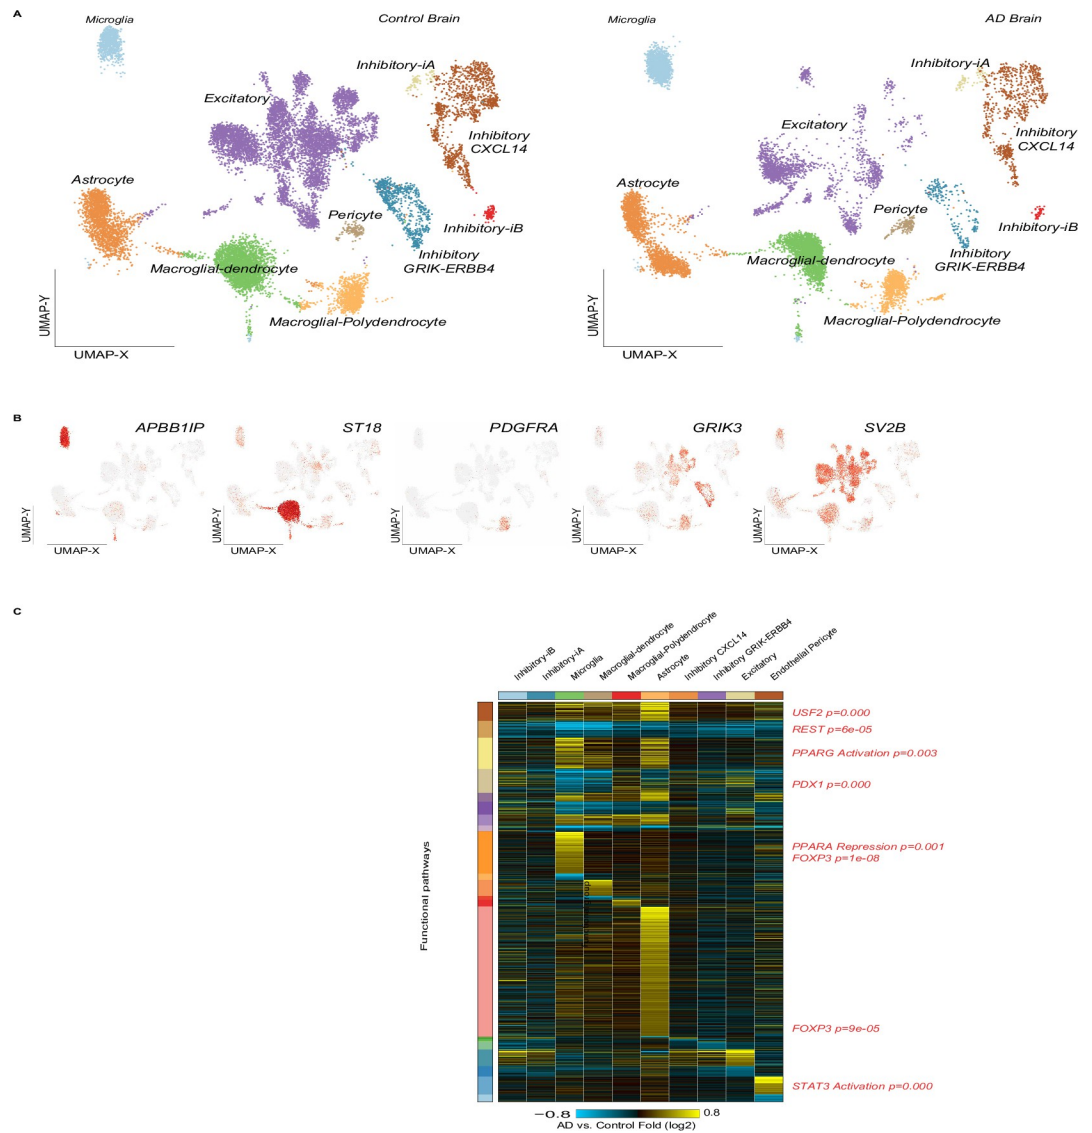 A
Microglia
Control Brain
Inhibitory-iA
Excitatory
Inhibitory
CXCL14
Astrocyte
Pericyte
Inhibitory-iB
Inhibitory
GRIK-ERBB4
Macroglial-dendrocyte
Macroglial-Polydendrocyte
UMAP-Y
UMAP-X
Microglia
AD Brain
Inhibitory-iA
Excitatory
Inhibitory
CXCL14
Astrocyte
Pericyte
Inhibitory-iB
Inhibitory
GRIK-ERBB4
Macroglial-dendrocyte
Macroglial-Polydendrocyte
UMAP-Y
UMAP-X
B
APBB1IP
UMAP-Y
UMAP-X
ST18
UMAP-Y
UMAP-X
PDGFRA
UMAP-Y
UMAP-X
GRIK3
UMAP-Y
UMAP-X
SV2B
UMAP-Y
UMAP-X
C
Inhibitory-iB
Inhibitory-iA
Microglia
Macroglial-dendrocyte
Macroglial-Polydendrocyte
Astrocyte
Inhibitory CXCL14
Inhibitory GRIK-ERBB4
Excitatory
Endothelial Pericyte
Functional pathways
USF2 p=0.000
REST p=6e-05
PPARG Activation p=0.003
PDX1 p=0.000
PPARA Repression p=0.001
FOXP3 p=1e-08
FOXP3 p=9e-05
STAT3 Activation p=0.000
−0.8
0.8
AD vs. Control Fold (log2)